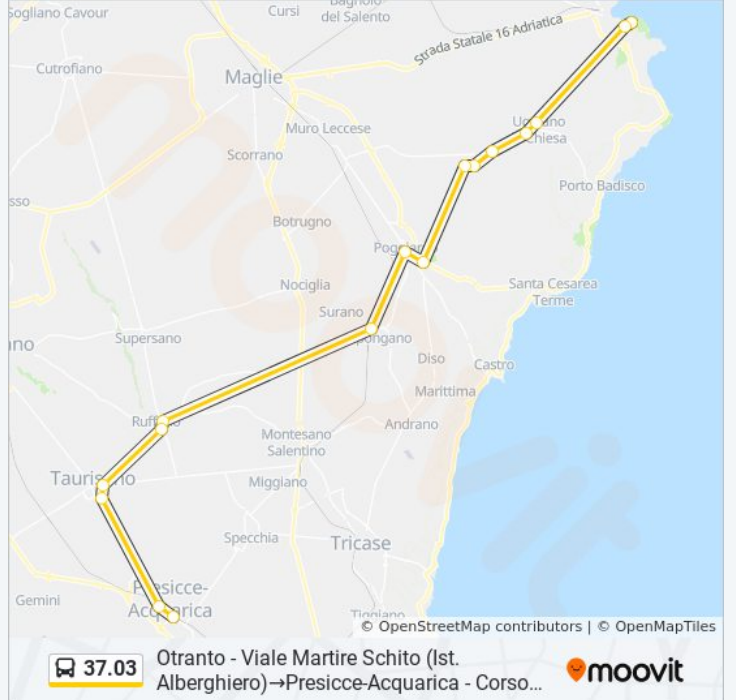 Sogliano Cavour
Cursi
Bagnolo
del Salento
Strada Statale 16 Adriatica
Cutrofiano
Maglie
Muro Leccese
Scorrano
Porto Badisco
Botrugno
Nociglia
Santa Cesarea
Terme
Surano
Supersano
Diso
Castro
Marittima
Andrano
Montesano
Salentino
Miggiano
Specchia
Tricase
Presicce-
Acquarica
Gemini
Tiggiano
© OpenStreetMap contributors | © OpenMapTiles
37.03
Otranto - Viale Martire Schito (Ist.
Alberghiero)→Presicce-Acquarica - Corso...
moovit